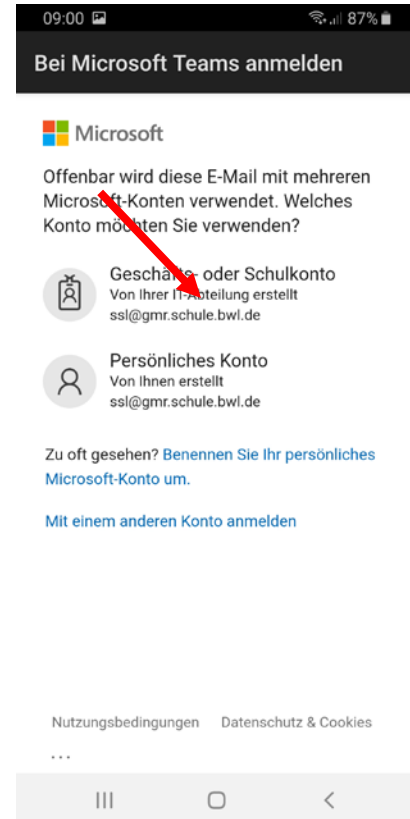 09:00 87%
Bei Microsoft Teams anmelden
Microsoft
Offenbar wird diese E-Mail mit mehreren
Microsoft-Konten verwendet. Welches
Konto möchten Sie verwenden?
Geschäfts- oder Schulkonto
Von Ihrer IT-Abteilung erstellt
ssl@gmr.schule.bwl.de
Persönliches Konto
Von Ihnen erstellt
ssl@gmr.schule.bwl.de
Zu oft gesehen? Benennen Sie Ihr persönliches
Microsoft-Konto um.
Mit einem anderen Konto anmelden
Nutzungsbedingungen Datenschutz & Cookies
...